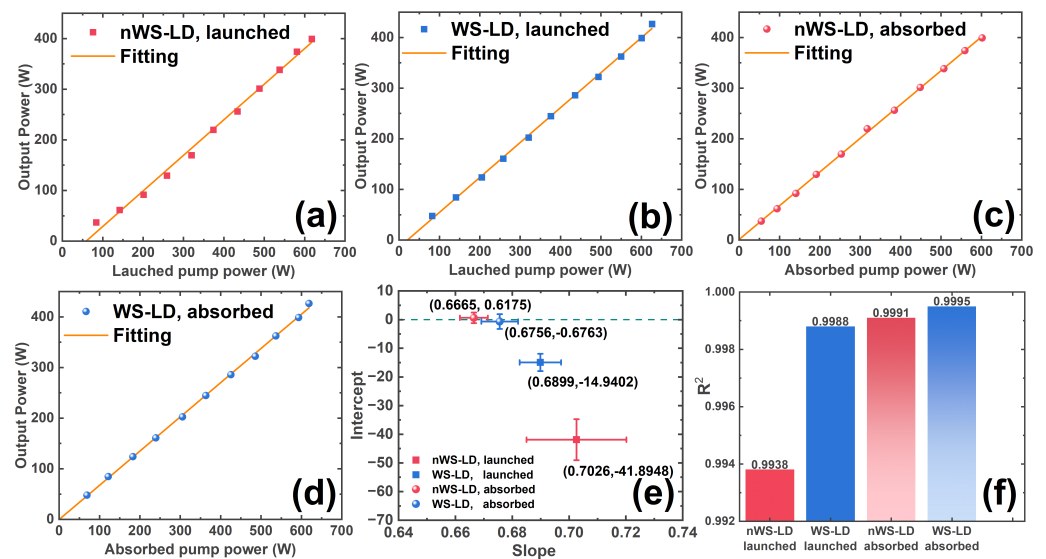 nWS-LD, launched
Fitting
(a)
Output Power (W)
400
300
200
100
0
0 100 200 300 400 500 600 700
Lauched pump power (W)
WS-LD, launched
Fitting
(b)
Output Power (W)
400
300
200
100
0
0 100 200 300 400 500 600 700
Lauched pump power (W)
nWS-LD, absorbed
Fitting
(c)
Output Power (W)
400
300
200
100
0
0 100 200 300 400 500 600 700
Absorbed pump power (W)
WS-LD, absorbed
Fitting
(d)
Output Power (W)
400
300
200
100
0
0 100 200 300 400 500 600 700
Absorbed pump power (W)
10
0
-10
-20
-30
-40
-50
-60
-70
Intercept
(0.6665, 0.6175)
(0.6756,-0.6763)
(0.6899,-14.9402)
(0.7026,-41.8948)
nWS-LD, launched
WS-LD, launched
nWS-LD, absorbed
WS-LD, absorbed
(e)
0.64 0.66 0.68 0.70 0.72 0.74
Slope
1.000
0.998
0.996
0.994
0.992
R²
0.9938
0.9988
0.9991
0.9995
(f)
nWS-LD WS-LD nWS-LD WS-LD
launched launched absorbed absorbed